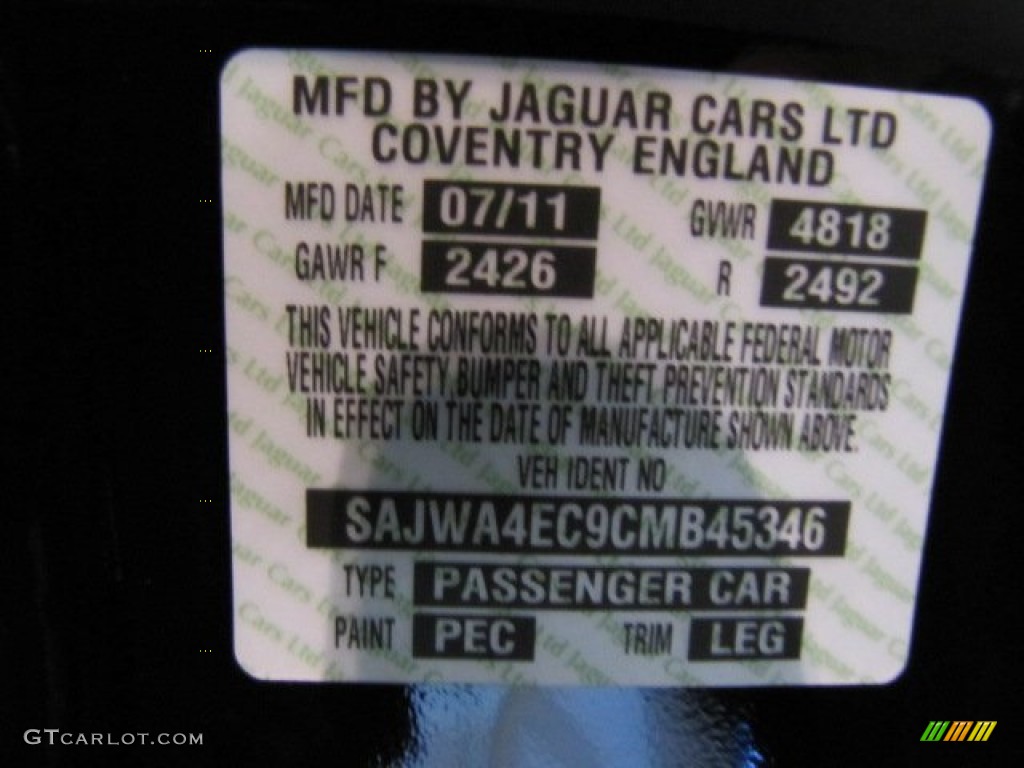 MFD BY JAGUAR CARS LTD
COVENTRY ENGLAND
MFD DATE 07/11 GVWR 4818
GAWR F 2426 R 2492
THIS VEHICLE CONFORMS TO ALL APPLICABLE FEDERAL MOTOR
VEHICLE SAFETY, BUMPER AND THEFT PREVENTION STANDARDS
IN EFFECT ON THE DATE OF MANUFACTURE SHOWN ABOVE.
VEH IDENT NO
SAJWA4EC9CMB45346
TYPE PASSENGER CAR
PAINT PEC TRIM LEG
GTCARLOT.COM